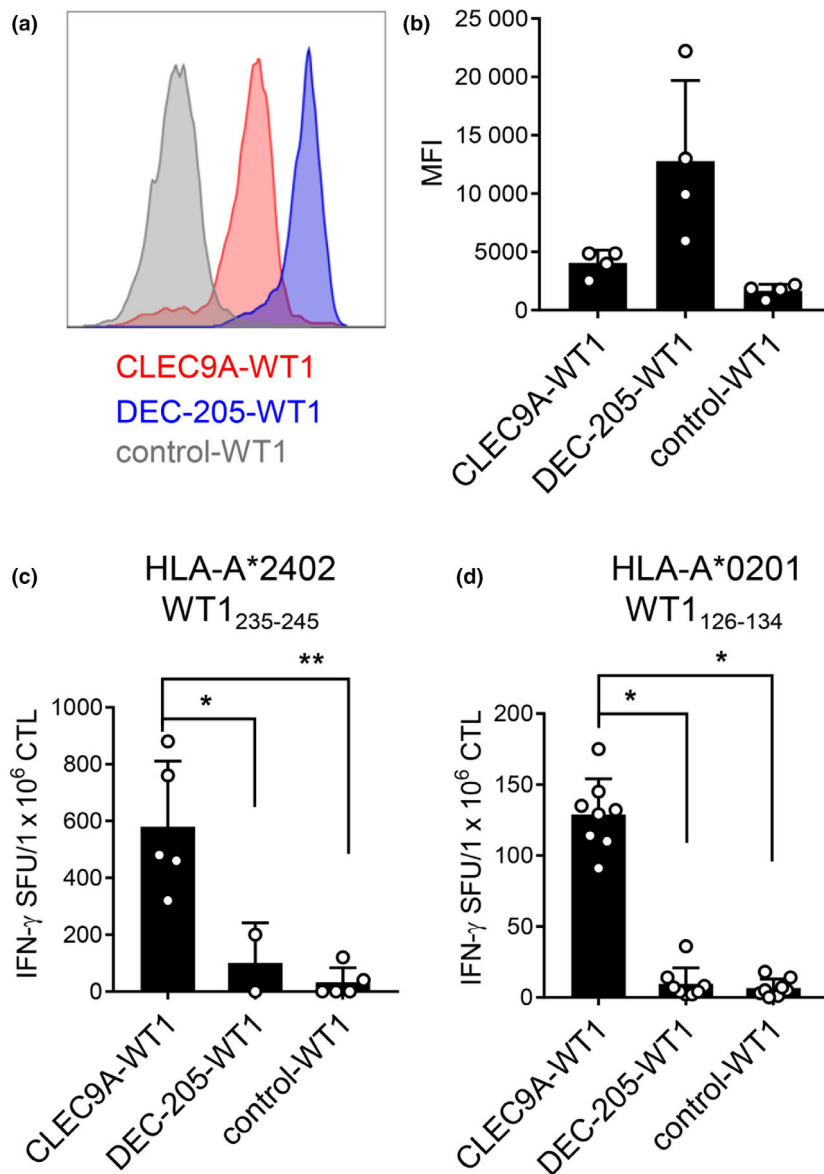 (a)
CLEC9A-WT1
DEC-205-WT1
control-WT1
(b)
MFI
25 000
20 000
15 000
10 000
5000
0
CLEC9A-WT1
DEC-205-WT1
control-WT1
(c)
HLA-A*2402
WT1₂₃₅₋₂₄₅
**
*
IFN-γ SFU/1 x 10⁶ CTL
1000
800
600
400
200
0
CLEC9A-WT1
DEC-205-WT1
control-WT1
(d)
HLA-A*0201
WT1₁₂₆₋₁₃₄
*
*
IFN-γ SFU/1 x 10⁶ CTL
200
150
100
50
0
CLEC9A-WT1
DEC-205-WT1
control-WT1